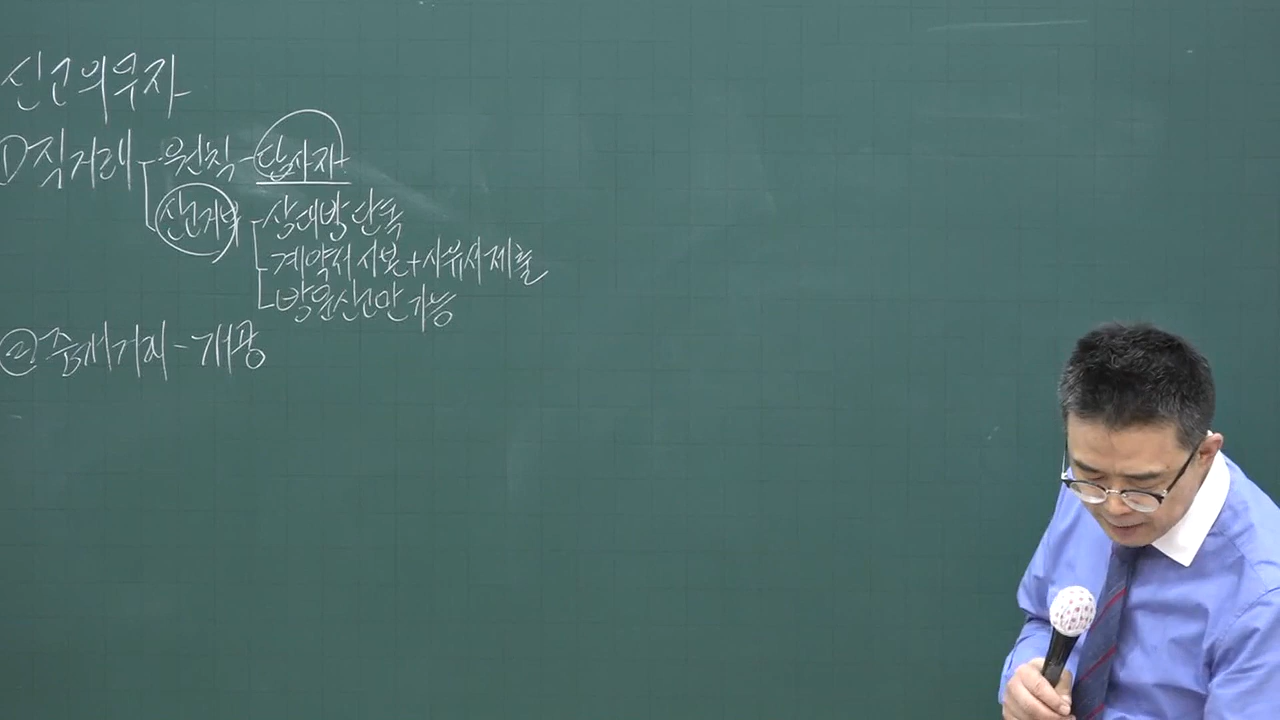 신고의무자
① 직거래 - 원칙 - 당사자
신고거부 - 상대방 단독
계약서 사본 + 사유서 제출
방문신고만 가능
② 중개거래 - 개공